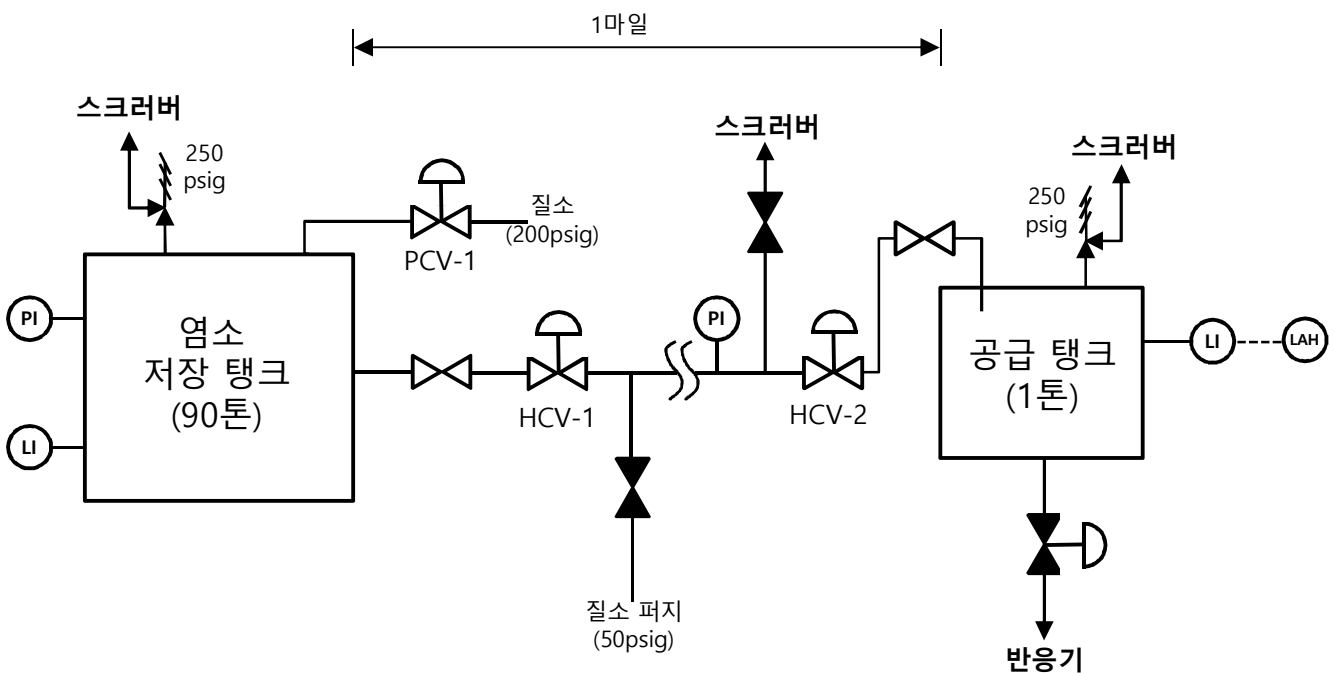 1마일
스크러버
250
psig
질소
(200psig)
PCV-1
스크러버
스크러버
250
psig
PI
염소
저장 탱크
(90톤)
LI
HCV-1
PI
HCV-2
공급 탱크
(1톤)
LI
LAH
질소 퍼지
(50psig)
반응기